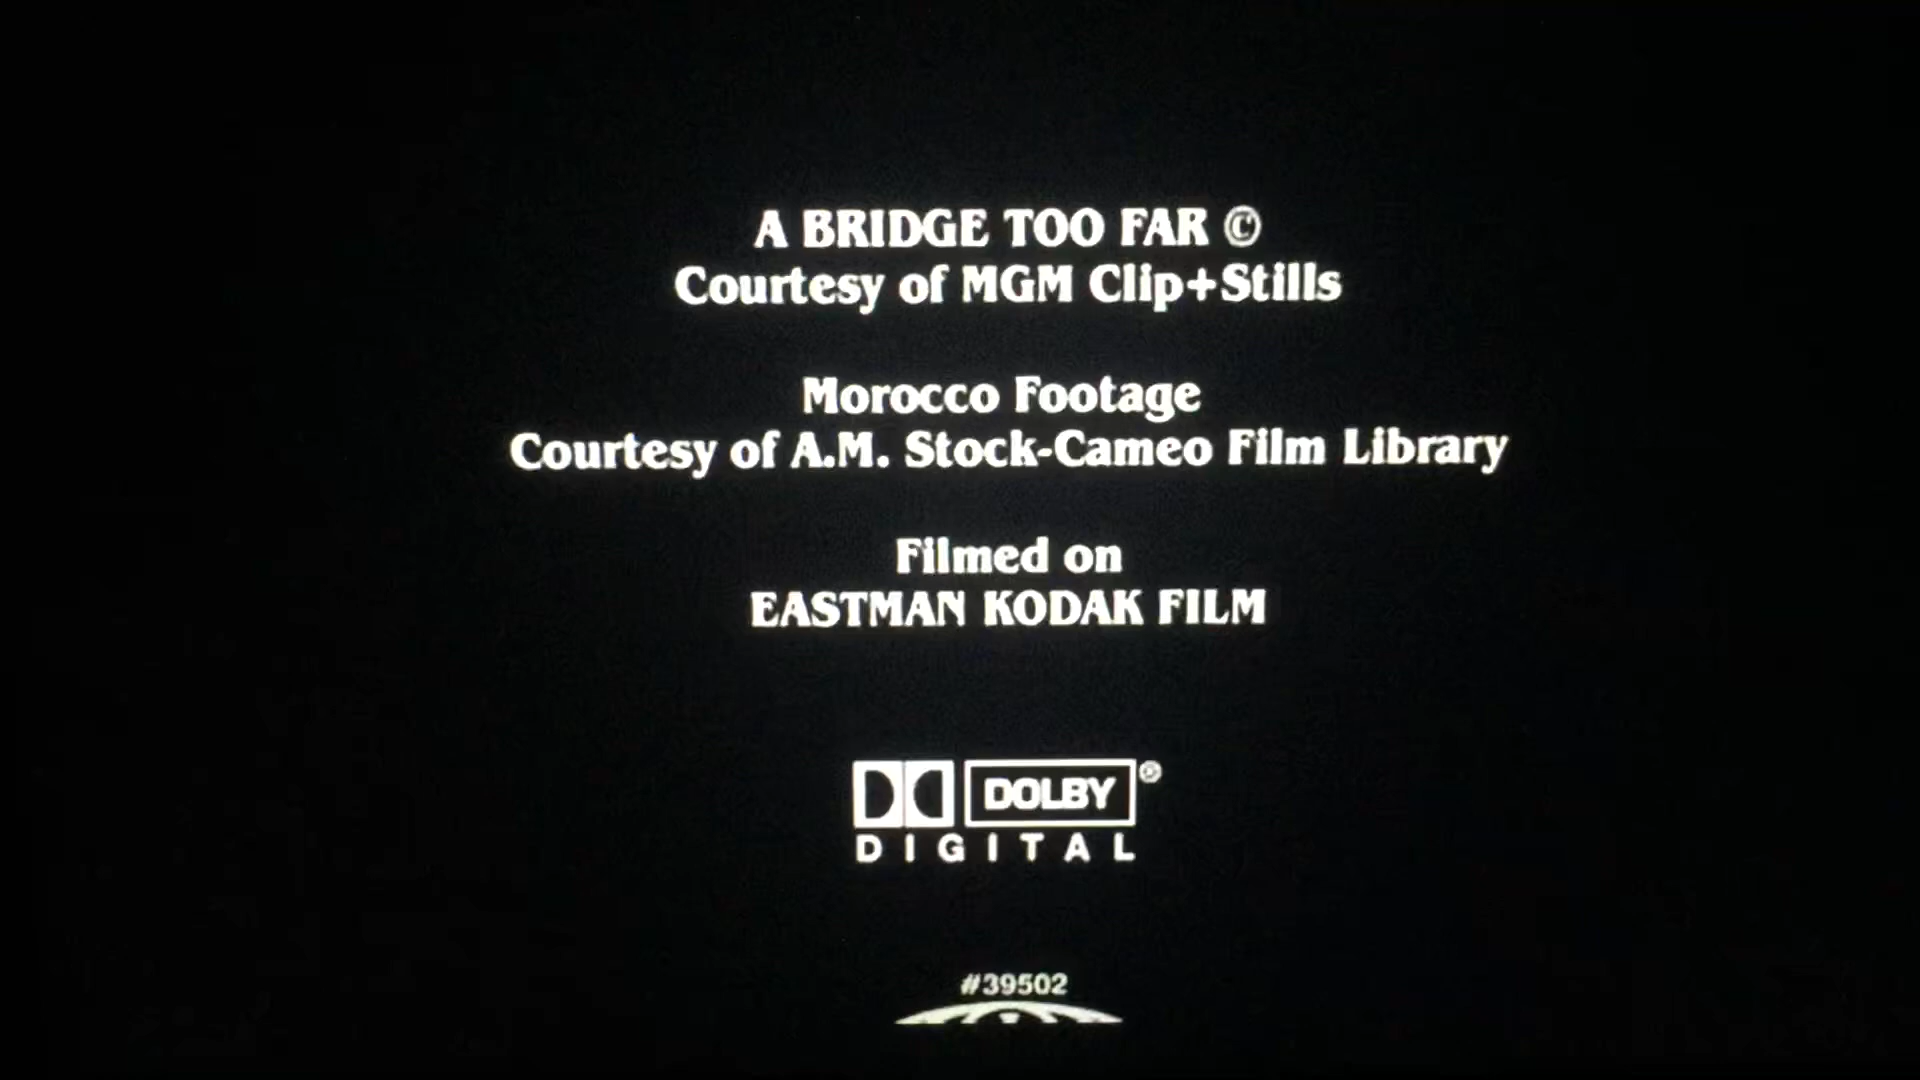 A BRIDGE TOO FAR ©
Courtesy of MGM Clip+Stills
Morocco Footage
Courtesy of A.M. Stock-Cameo Film Library
Filmed on
EASTMAN KODAK FILM
DOLBY®
DIGITAL
#39502